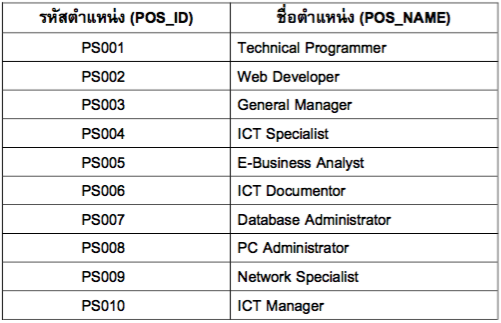 รหัสตำแหน่ง (POS_ID) ชื่อตำแหน่ง (POS_NAME)
PS001 Technical Programmer
PS002 Web Developer
PS003 General Manager
PS004 ICT Specialist
PS005 E-Business Analyst
PS006 ICT Documentor
PS007 Database Administrator
PS008 PC Administrator
PS009 Network Specialist
PS010 ICT Manager